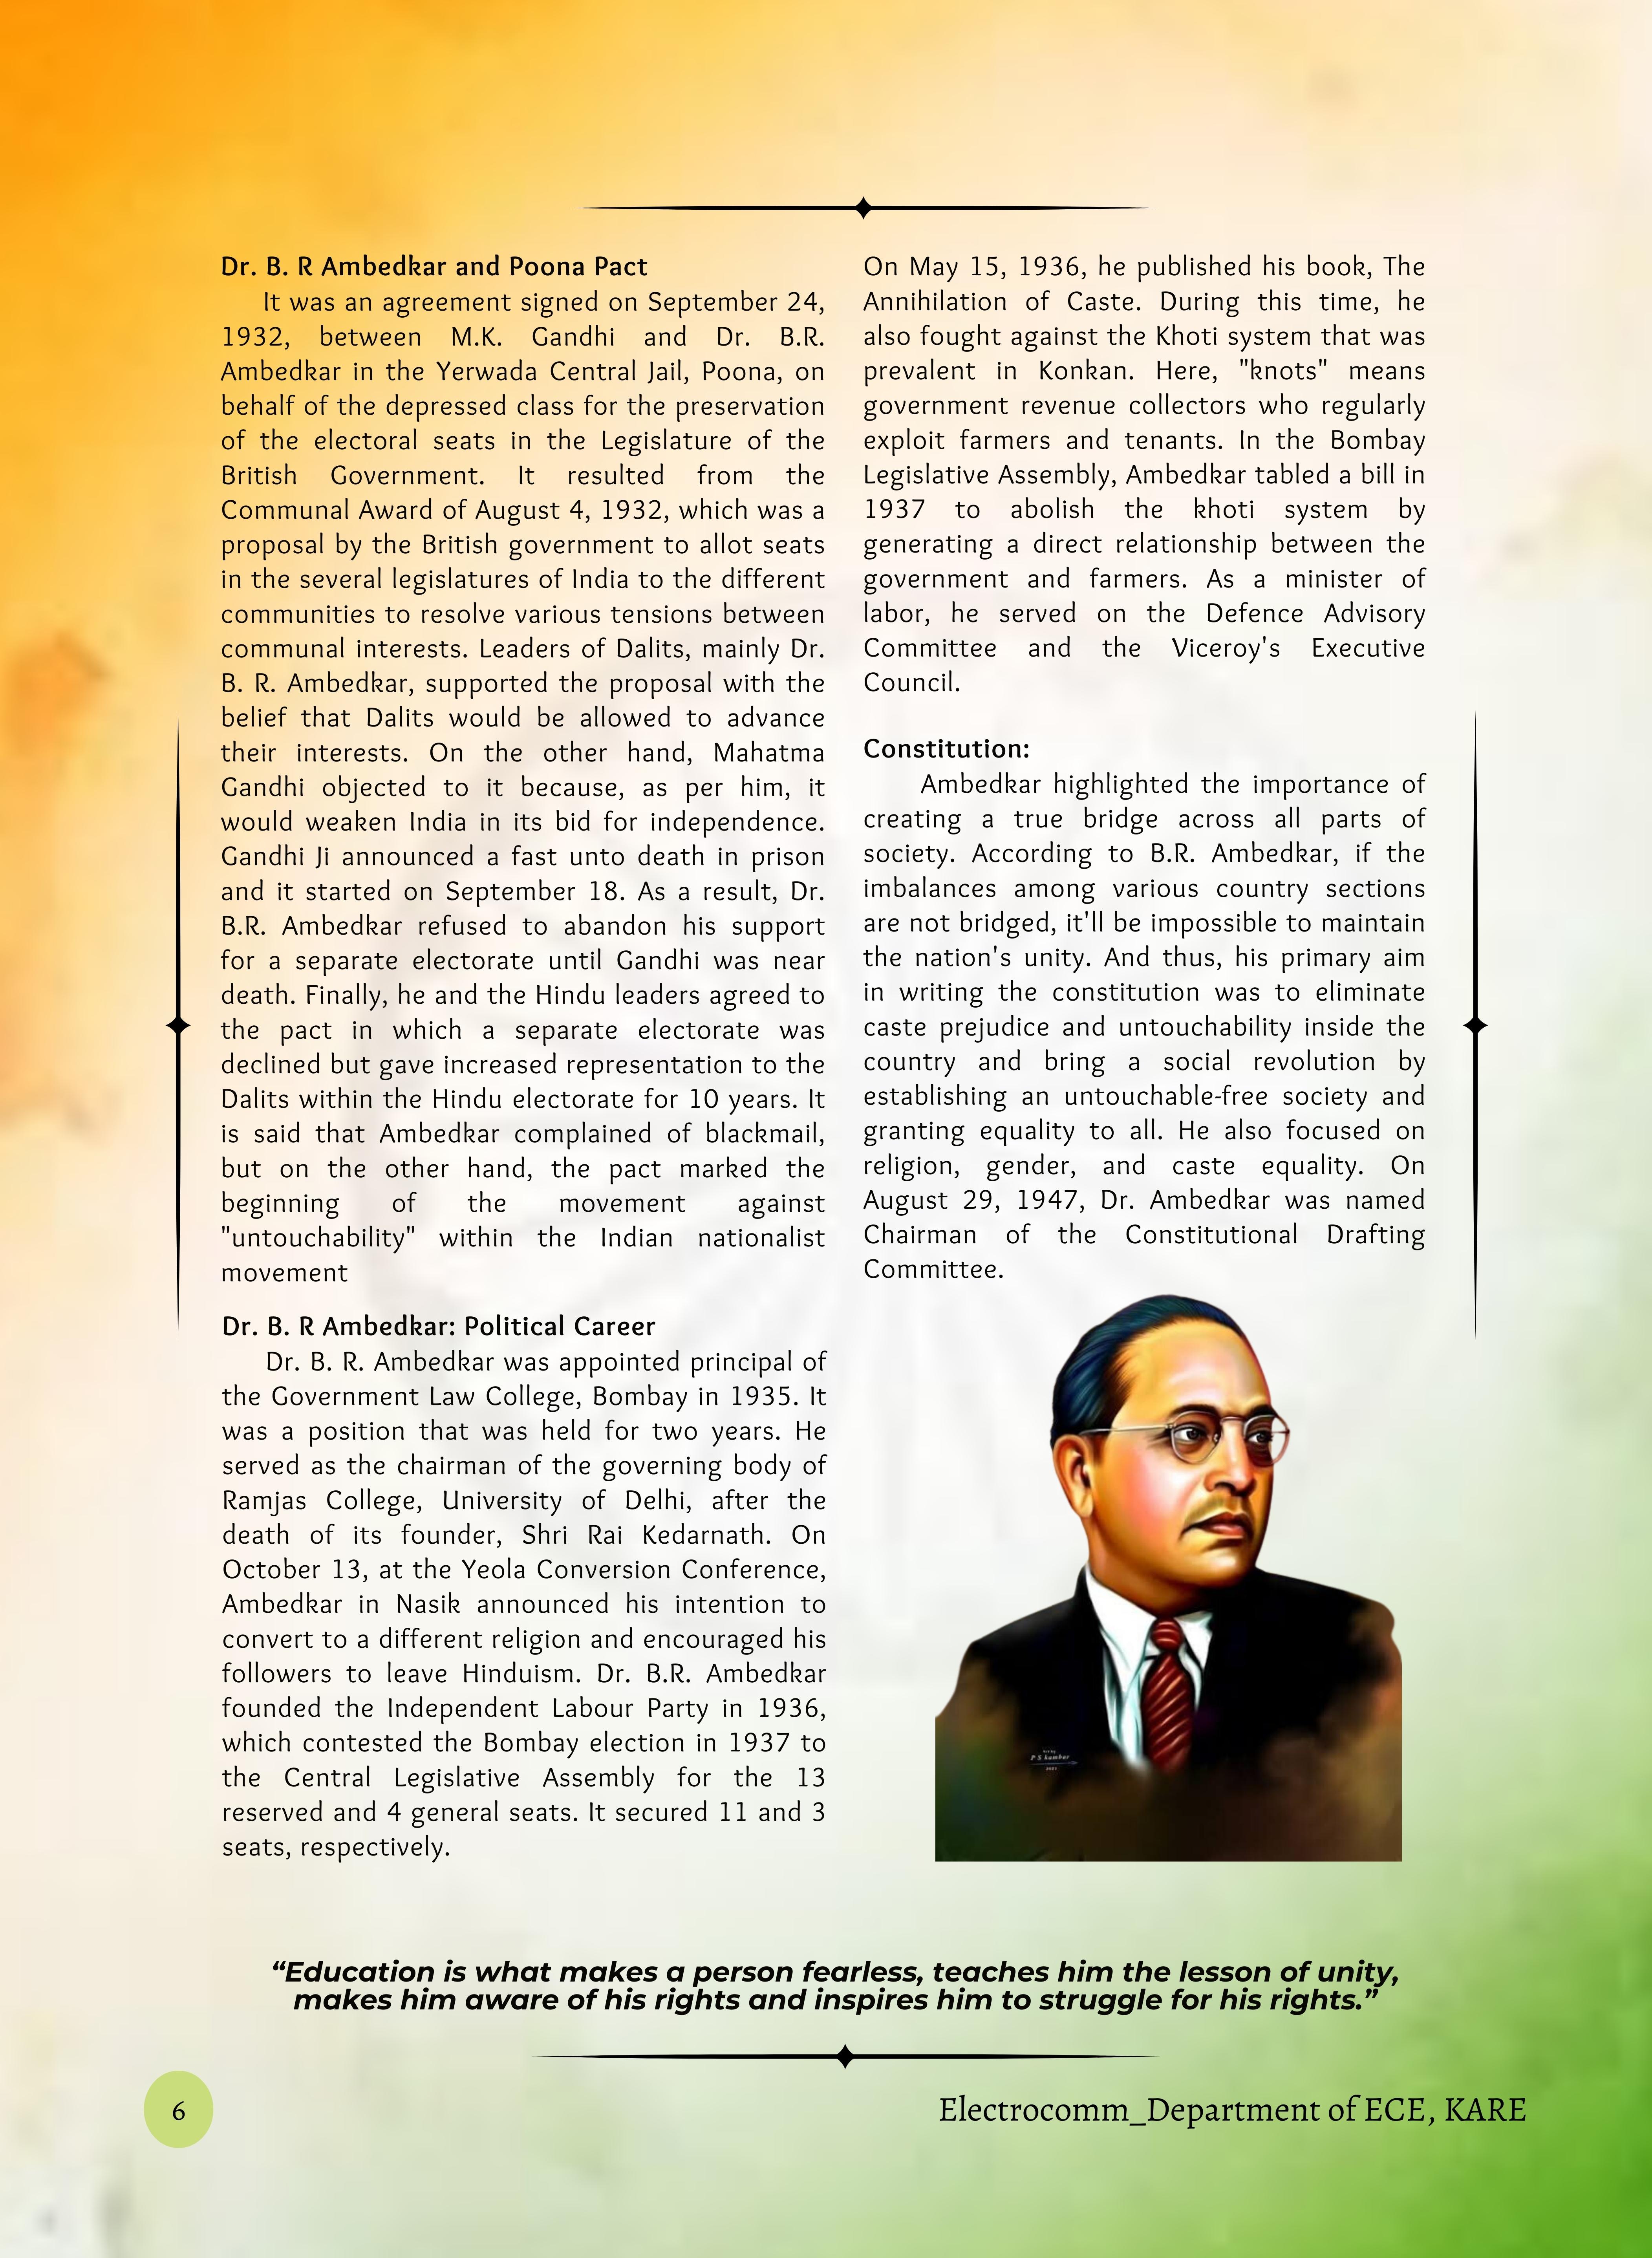 Dr. B. R Ambedkar and Poona Pact
It was an agreement signed on September 24,
1932, between M.K. Gandhi and Dr. B.R.
Ambedkar in the Yerwada Central Jail, Poona, on
behalf of the depressed class for the preservation
of the electoral seats in the Legislature of the
British Government. It resulted from the
Communal Award of August 4, 1932, which was a
proposal by the British government to allot seats
in the several legislatures of India to the different
communities to resolve various tensions between
communal interests. Leaders of Dalits, mainly Dr.
B. R. Ambedkar, supported the proposal with the
belief that Dalits would be allowed to advance
their interests. On the other hand, Mahatma
Gandhi objected to it because, as per him, it
would weaken India in its bid for independence.
Gandhi Ji announced a fast unto death in prison
and it started on September 18. As a result, Dr.
B.R. Ambedkar refused to abandon his support
for a separate electorate until Gandhi was near
death. Finally, he and the Hindu leaders agreed to
the pact in which a separate electorate was
declined but gave increased representation to the
Dalits within the Hindu electorate for 10 years. It
is said that Ambedkar complained of blackmail,
but on the other hand, the pact marked the
beginning of the movement against
"untouchability" within the Indian nationalist
movement
Dr. B. R Ambedkar: Political Career
Dr. B. R. Ambedkar was appointed principal of
the Government Law College, Bombay in 1935. It
was a position that was held for two years. He
served as the chairman of the governing body of
Ramjas College, University of Delhi, after the
death of its founder, Shri Rai Kedarnath. On
October 13, at the Yeola Conversion Conference,
Ambedkar in Nasik announced his intention to
convert to a different religion and encouraged his
followers to leave Hinduism. Dr. B.R. Ambedkar
founded the Independent Labour Party in 1936,
which contested the Bombay election in 1937 to
the Central Legislative Assembly for the 13
reserved and 4 general seats. It secured 11 and 3
seats, respectively.
On May 15, 1936, he published his book, The
Annihilation of Caste. During this time, he
also fought against the Khoti system that was
prevalent in Konkan. Here, "knots" means
government revenue collectors who regularly
exploit farmers and tenants. In the Bombay
Legislative Assembly, Ambedkar tabled a bill in
1937 to abolish the khoti system by
generating a direct relationship between the
government and farmers. As a minister of
labor, he served on the Defence Advisory
Committee and the Viceroy's Executive
Council.
Constitution:
Ambedkar highlighted the importance of
creating a true bridge across all parts of
society. According to B.R. Ambedkar, if the
imbalances among various country sections
are not bridged, it'll be impossible to maintain
the nation's unity. And thus, his primary aim
in writing the constitution was to eliminate
caste prejudice and untouchability inside the
country and bring a social revolution by
establishing an untouchable-free society and
granting equality to all. He also focused on
religion, gender, and caste equality. On
August 29, 1947, Dr. Ambedkar was named
Chairman of the Constitutional Drafting
Committee.
“Education is what makes a person fearless, teaches him the lesson of unity,
makes him aware of his rights and inspires him to struggle for his rights.”
6
Electrocomm_Department of ECE, KARE